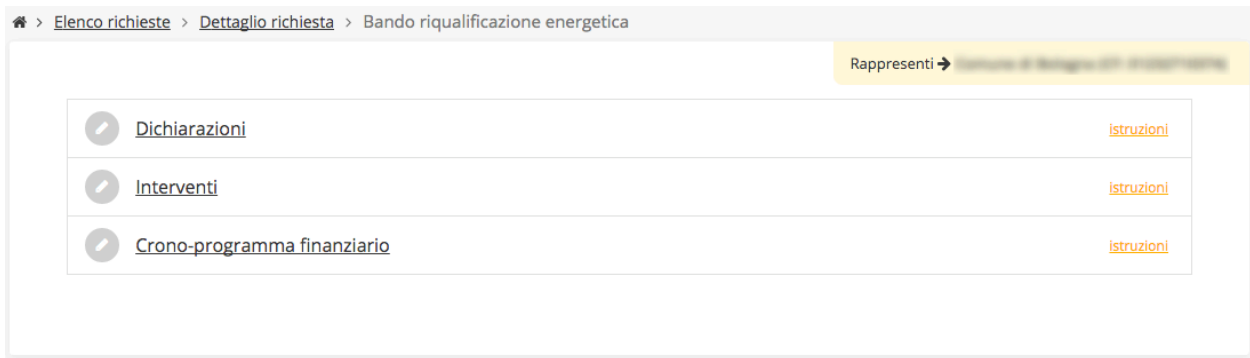 > Elenco richieste > Dettaglio richiesta > Bando riqualificazione energetica
Rappresenti
Dichiarazioni istruzioni
Interventi istruzioni
Crono-programma finanziario istruzioni